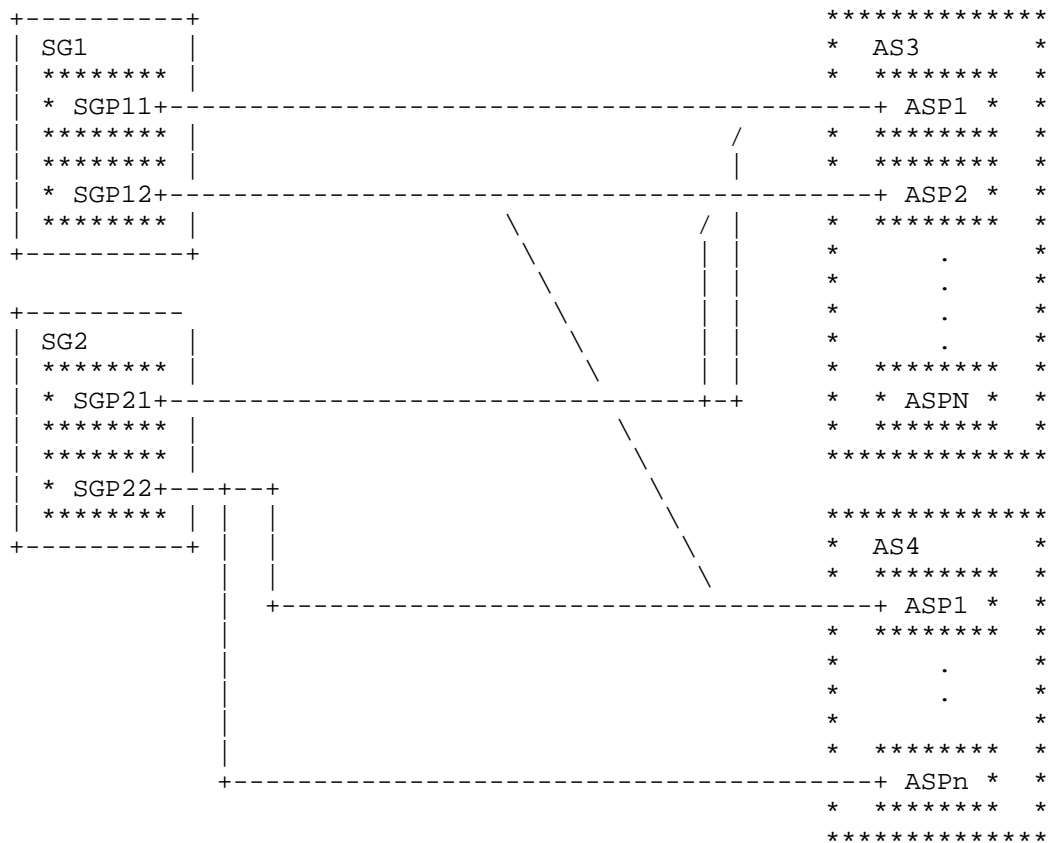 +----------+                                       **************
| SG1      |                                       *  AS3       *
| ******** |                                       *  ********  *
| * SGP11+--------------------------------------------+ ASP1 *  *
| ******** |                                 /     *  ********  *
| ******** |                                 |     *  ********  *
| * SGP12+--------------------------------------------+ ASP2 *  *
| ******** |                   \           / |     *  ********  *
+----------+                    \          | |     *      .     *
                                 \         | |     *      .     *
+----------                       \        | |     *      .     *
| SG2      |                       \       | |     *      .     *
| ******** |                        \      | |     *  ********  *
| * SGP21+---------------------------------+-+     *  * ASPN *  *
| ******** |                          \            *  ********  *
| ******** |                           \           **************
| * SGP22+---+--+                       \
| ******** | |  |                        \         **************
+----------+ |  |                         \        *  AS4       *
             |  |                          \       *  ********  *
             |  +-------------------------------------+ ASP1 *  *
             |                                     *  ********  *
             |                                     *      .     *
             |                                     *      .     *
             |                                     *            *
             |                                     *  ********  *
             +----------------------------------------+ ASPn *  *
                                                   *  ********  *
                                                   **************